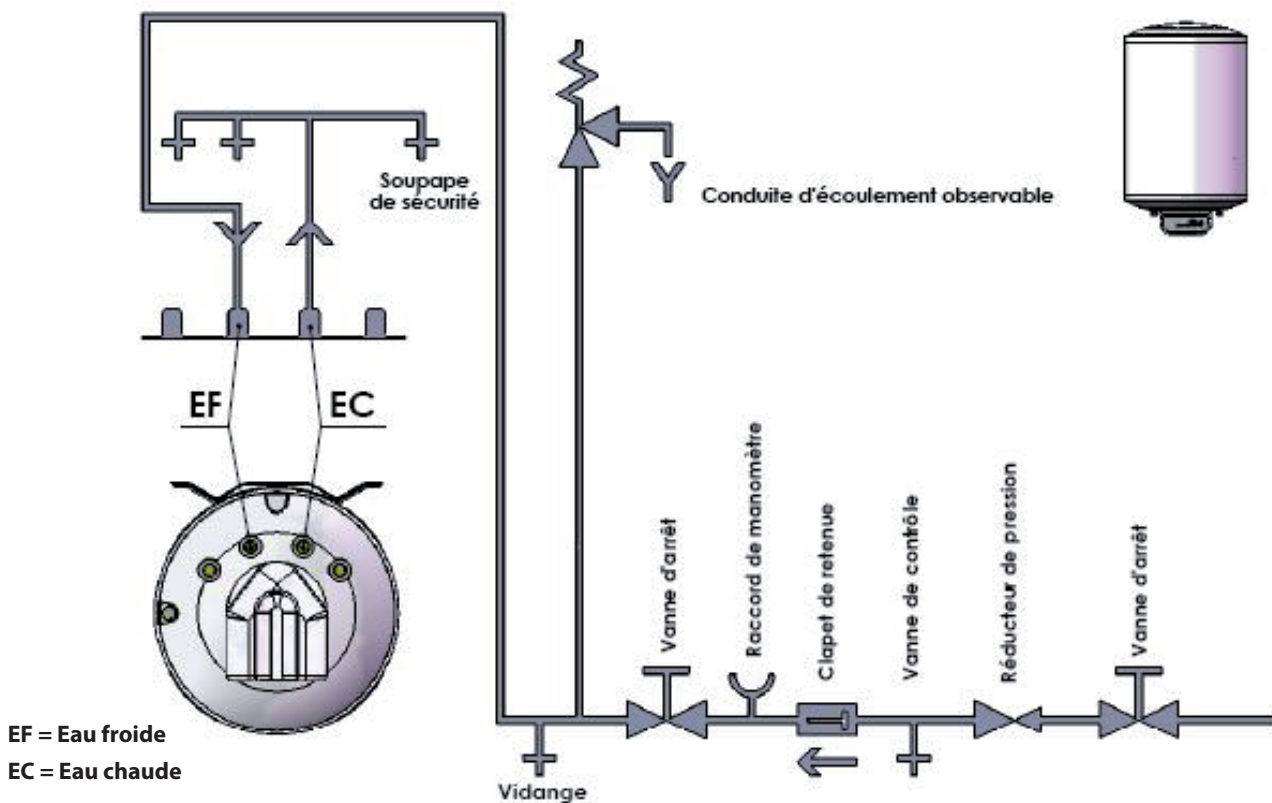 Soupape
de sécurité
Conduite d'écoulement observable
EF
EC
Vanne d'arrêt
Raccord de manomètre
Clapet de retenue
Vanne de contrôle
Réducteur de pression
Vanne d'arrêt
EF = Eau froide
EC = Eau chaude
Vidange